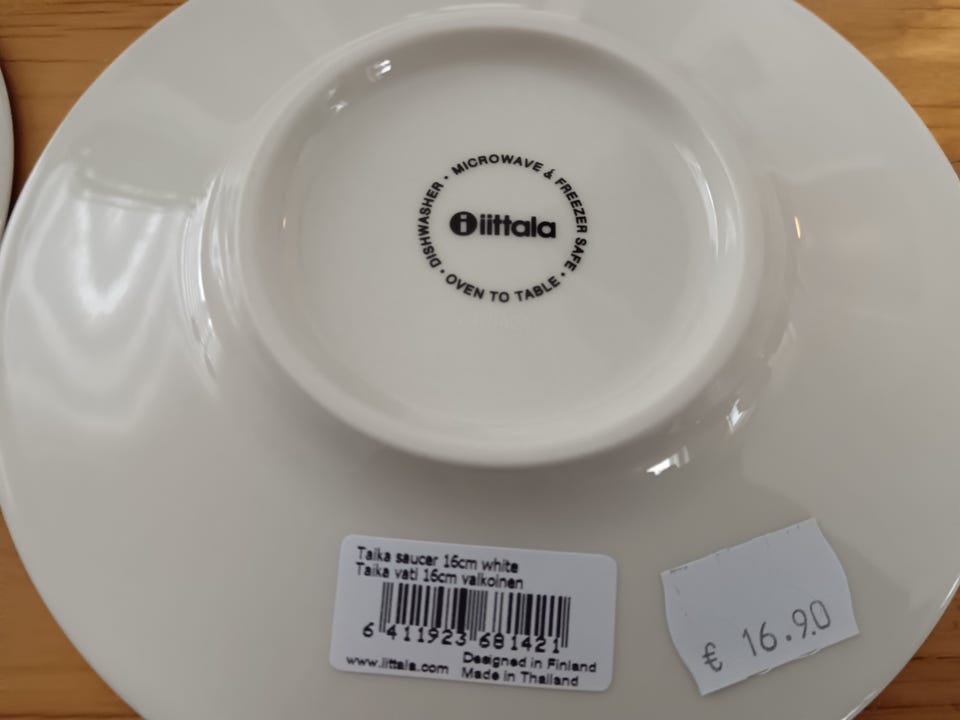 DISHWASHER • MICROWAVE & FREEZER SAFE • OVEN TO TABLE •
iittala
Taika saucer 16cm white
Taika vati 16cm valkoinen
6 411923 681421
www.iittala.com
Designed in Finland
Made in Thailand
€ 16.90